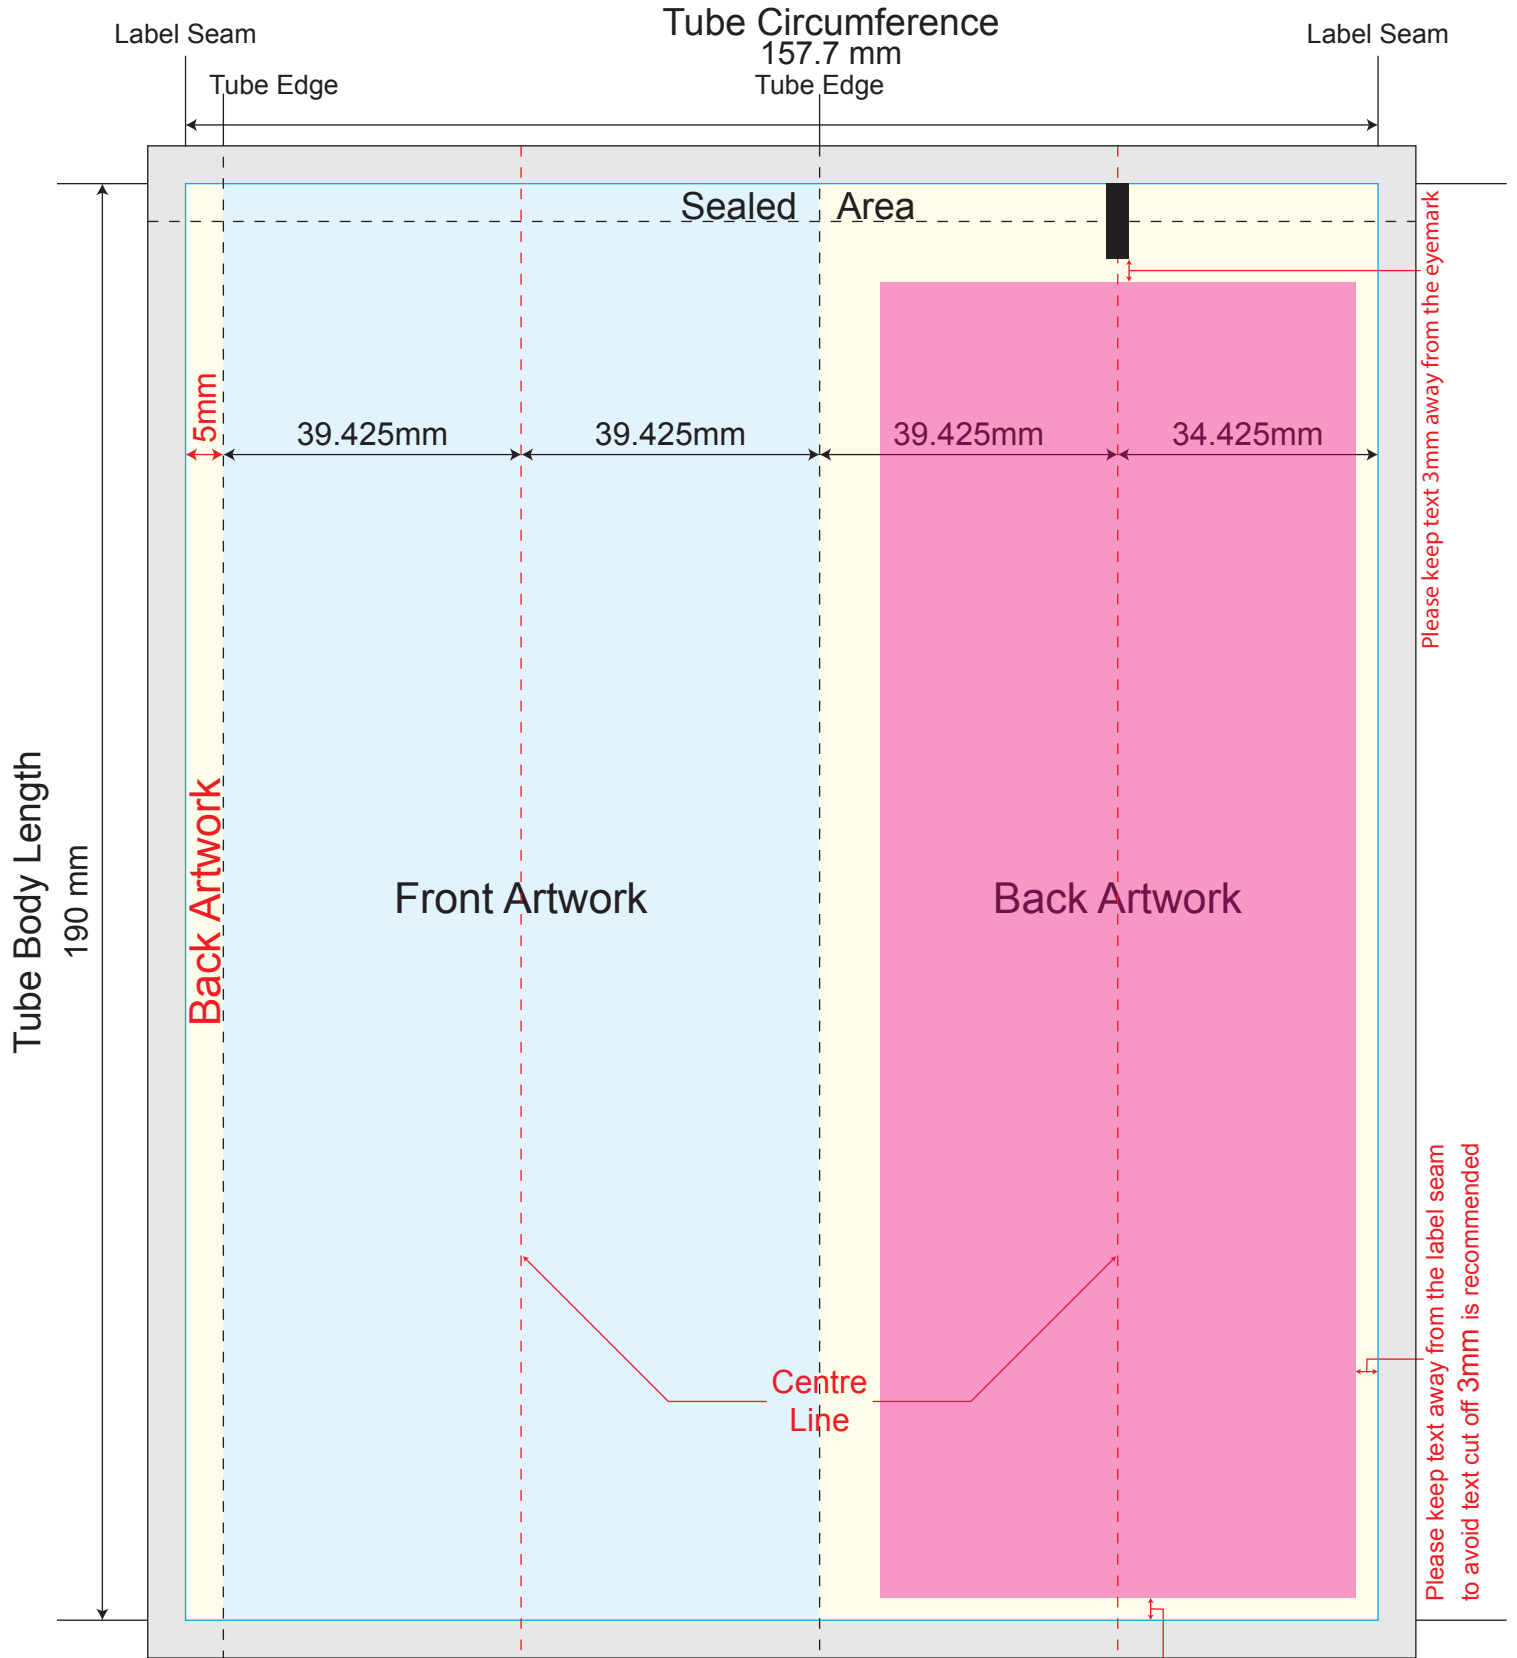 Tube Circumference
157.7 mm
Label Seam
Label Seam
Tube Edge
Tube Edge
Sealed Area
Please keep text 3mm away from the eyemark
5mm
39.425mm
39.425mm
39.425mm
34.425mm
Tube Body Length
190 mm
Back Artwork
Front Artwork
Back Artwork
Centre
Line
Please keep text away from the label seam
to avoid text cut off 3mm is recommended